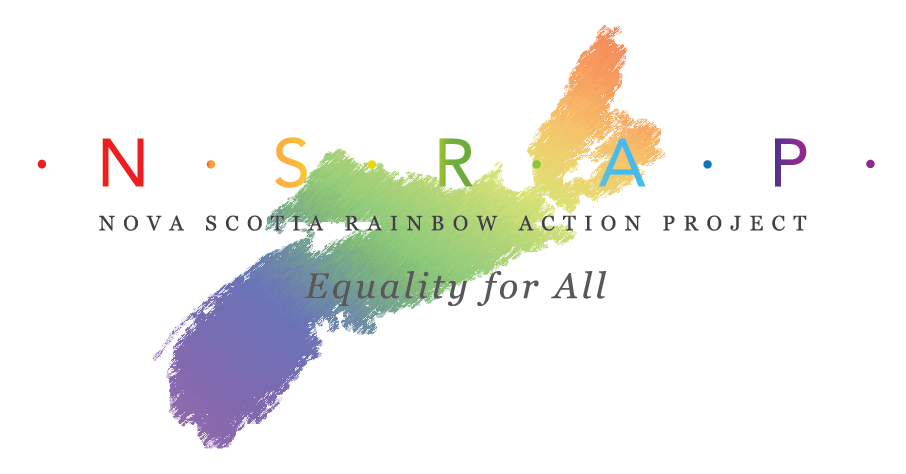 · N · S · R · A · P ·
NOVA SCOTIA RAINBOW ACTION PROJECT
Equality for All